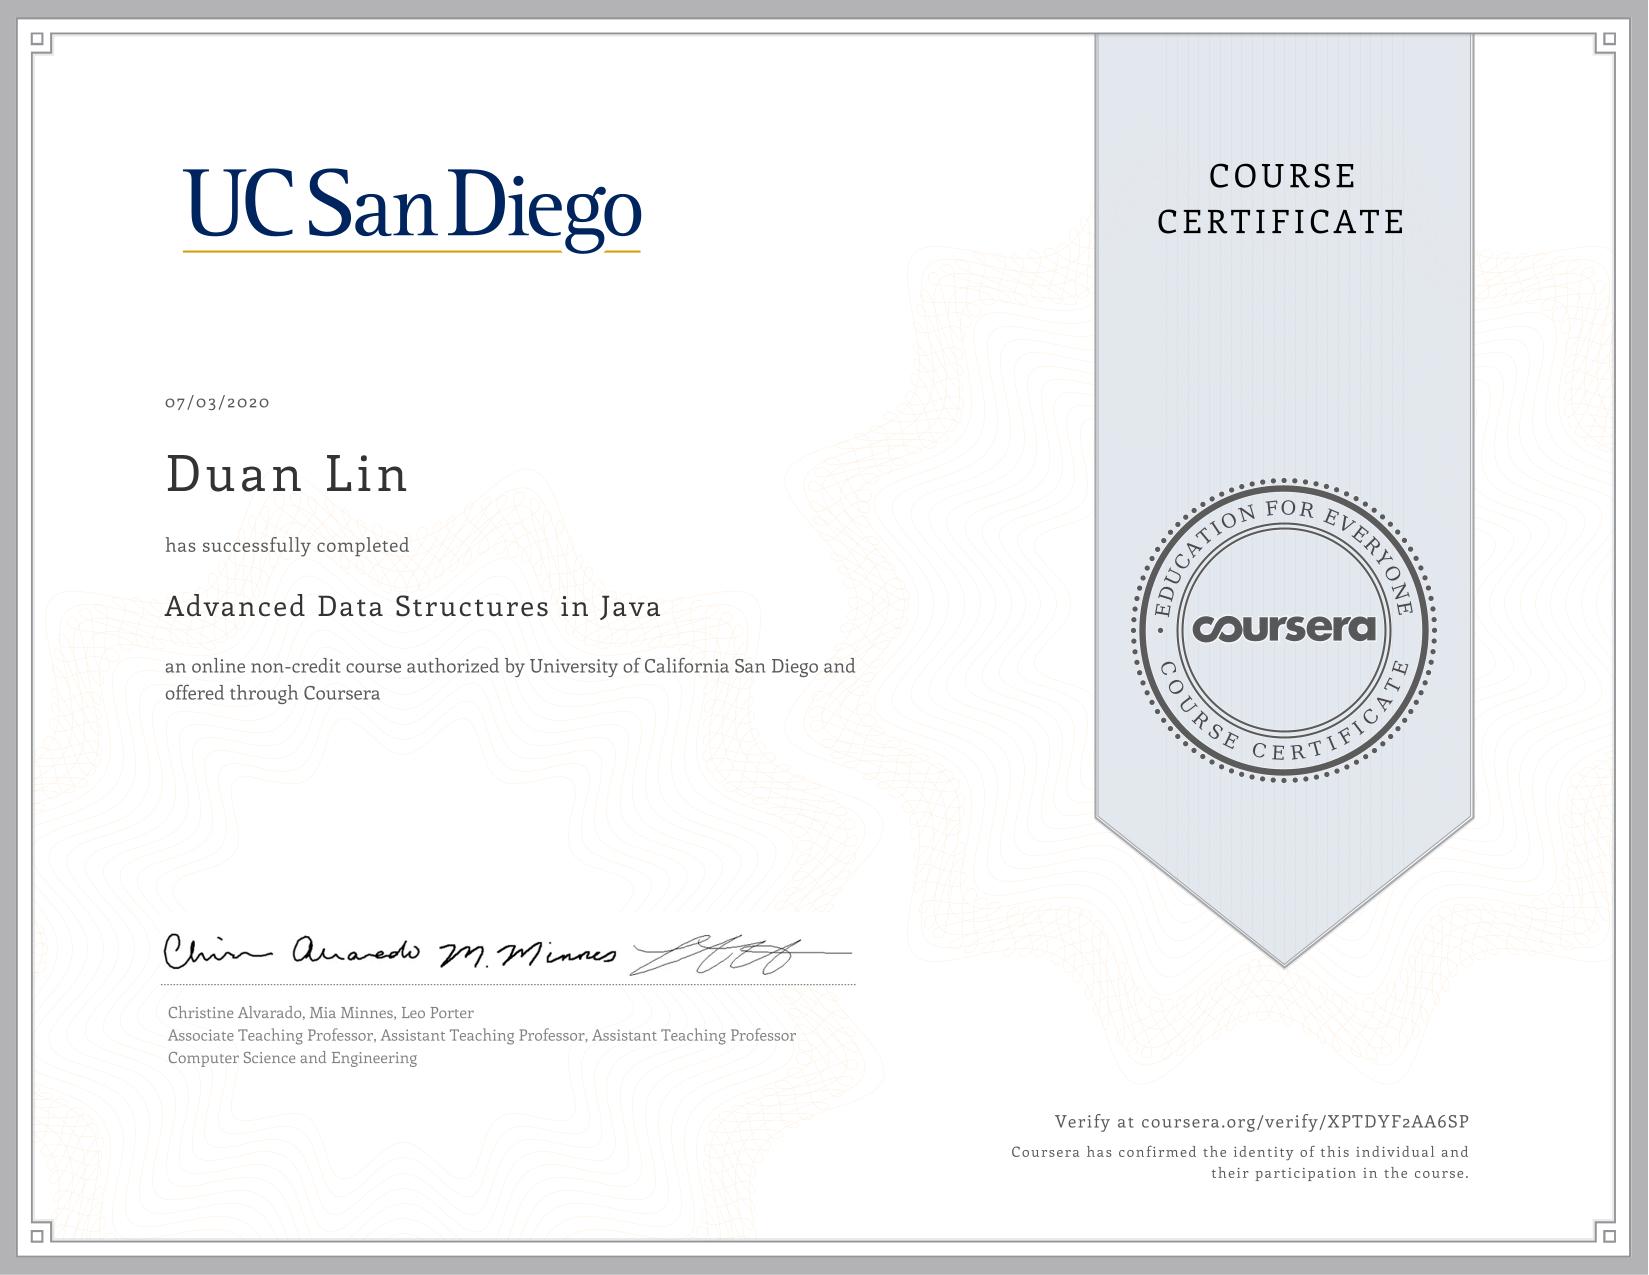 UC San Diego
COURSE
CERTIFICATE
07/03/2020
Duan Lin
has successfully completed
Advanced Data Structures in Java
an online non-credit course authorized by University of California San Diego and
offered through Coursera
EDUCATION FOR EVERYONE
coursera
COURSE CERTIFICATE
Chris Alvarado M. Minnes
Christine Alvarado, Mia Minnes, Leo Porter
Associate Teaching Professor, Assistant Teaching Professor, Assistant Teaching Professor
Computer Science and Engineering
Verify at coursera.org/verify/XPTDYF2AA6SP
Coursera has confirmed the identity of this individual and
their participation in the course.